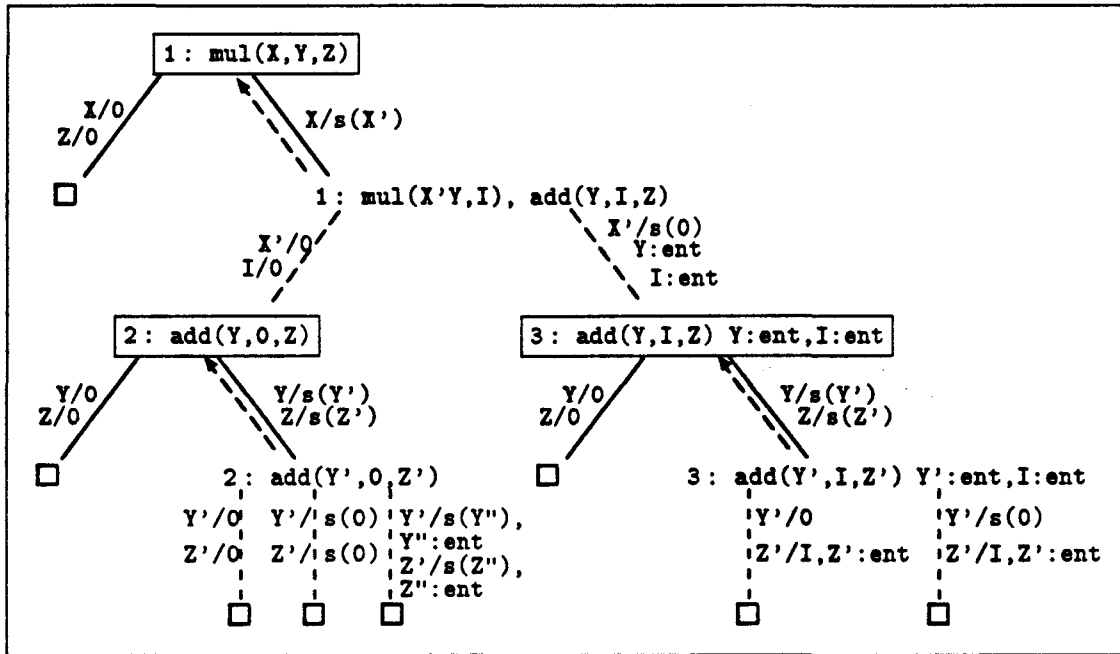 1: mul(X,Y,Z)
X/0
Z/0
X/s(X')
1: mul(X'Y,I), add(Y,I,Z)
X'/0
I/0
X'/s(0)
Y:ent
I:ent
2: add(Y,0,Z)
3: add(Y,I,Z) Y:ent,I:ent
Y/0
Z/0
Y/s(Y')
Z/s(Z')
Y/0
Z/0
Y/s(Y')
Z/s(Z')
2: add(Y',0,Z')
3: add(Y',I,Z') Y':ent,I:ent
Y'/0
Z'/0
Y'/s(0)
Z'/s(0)
Y'/s(Y"),
Y":ent
Z'/s(Z"),
Z":ent
Y'/0
Z'/I,Z':ent
Y'/s(0)
Z'/I,Z':ent